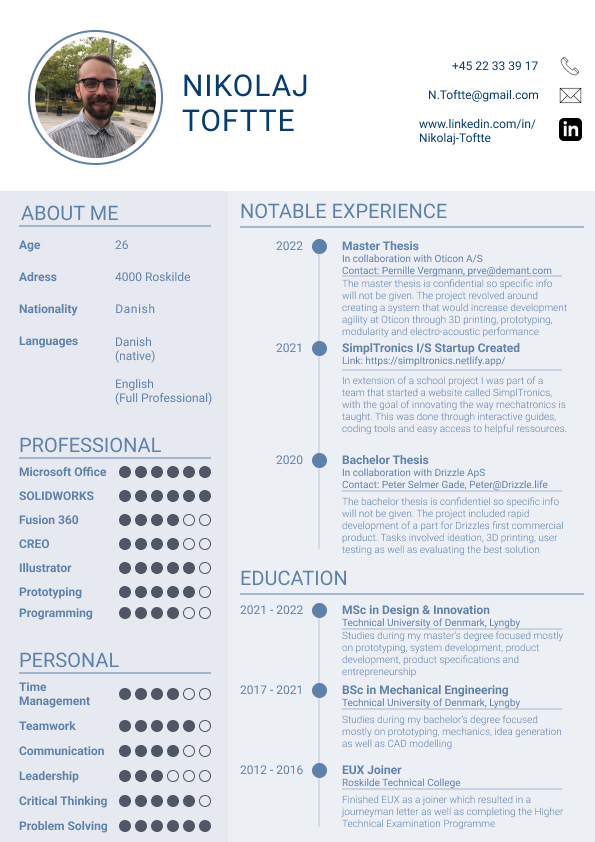 NIKOLAJ
TOFTTE
+45 22 33 39 17
N.Toftte@gmail.com
www.linkedin.com/in/
Nikolaj-Toftte
in
ABOUT ME
Age 26
Adress 4000 Roskilde
Nationality Danish
Languages Danish
(native)
English
(Full Professional)
PROFESSIONAL
Microsoft Office
SOLIDWORKS
Fusion 360
CREO
Illustrator
Prototyping
Programming
PERSONAL
Time
Management
Teamwork
Communication
Leadership
Critical Thinking
Problem Solving
NOTABLE EXPERIENCE
2022 Master Thesis
In collaboration with Oticon A/S
Contact: Pernille Vergmann, prve@demant.com
The master thesis is confidential so specific info
will not be given. The project revolved around
creating a system that would increase development
agility at Oticon through 3D printing, prototyping,
modularity and electro-acoustic performance
2021 SimplTronics I/S Startup Created
Link: https://simpltronics.netlify.app/
In extension of a school project I was part of a
team that started a website called SimplTronics,
with the goal of innovating the way mechatronics is
taught. This was done through interactive guides,
coding tools and easy access to helpful ressources.
2020 Bachelor Thesis
In collaboration with Drizzle ApS
Contact: Peter Selmer Gade, Peter@Drizzle.life
The bachelor thesis is confidentiel so specific info
will not be given. The project included rapid
development of a part for Drizzles first commercial
product. Tasks involved ideation, 3D printing, user
testing as well as evaluating the best solution
EDUCATION
2021 - 2022 MSc in Design & Innovation
Technical University of Denmark, Lyngby
Studies during my master's degree focused mostly
on prototyping, system development, product
development, product specifications and
entrepreneurship
2017 - 2021 BSc in Mechanical Engineering
Technical University of Denmark, Lyngby
Studies during my bachelor's degree focused
mostly on prototyping, mechanics, idea generation
as well as CAD modelling
2012 - 2016 EUX Joiner
Roskilde Technical College
Finished EUX as a joiner which resulted in a
journeyman letter as well as completing the Higher
Technical Examination Programme